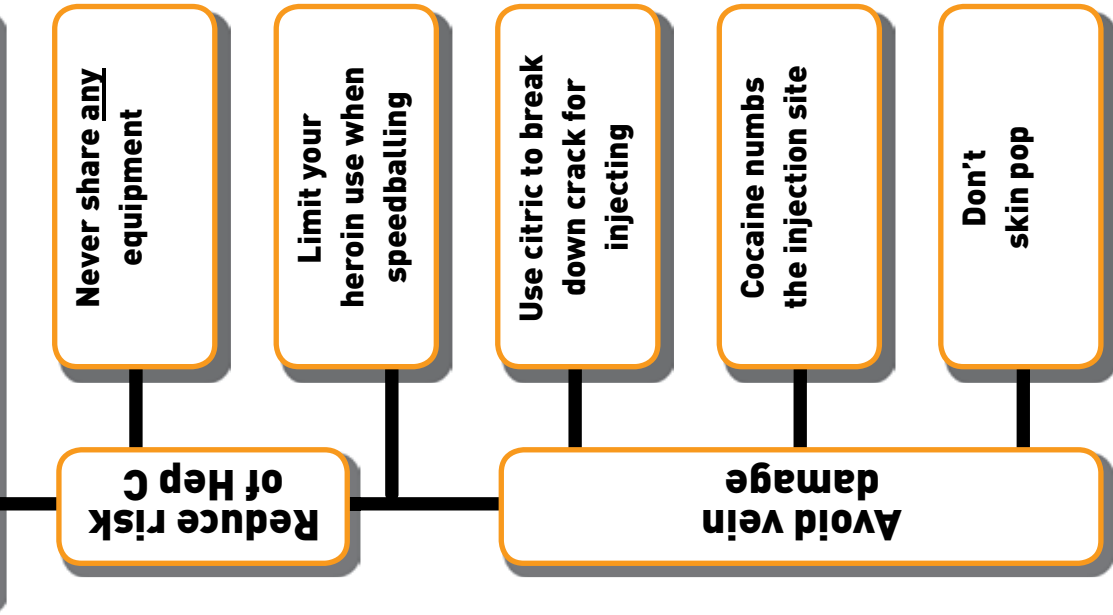 Never share any
equipment
Limit your
heroin use when
speedballing
Use citric to break
down crack for
injecting
Cocaine numbs
the injection site
Don't
skin pop
Reduce risk
of Hep C
Avoid vein
damage